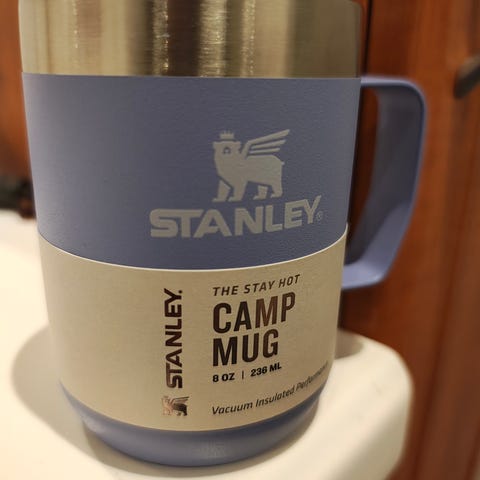 STANLEY®
STANLEY®
THE STAY HOT
CAMP
MUG
8 OZ | 236 ML
Vacuum Insulated Performance